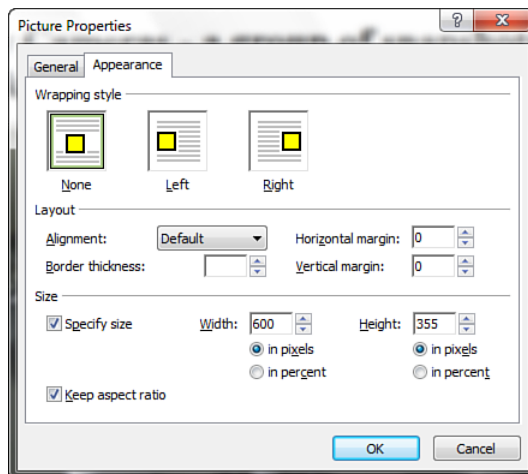 Picture Properties
General Appearance
Wrapping style
None Left Right
Layout
Alignment: Default Horizontal margin: 0
Border thickness: Vertical margin: 0
Size
Specify size Width: 600 Height: 355
in pixels in pixels
in percent in percent
Keep aspect ratio
OK Cancel